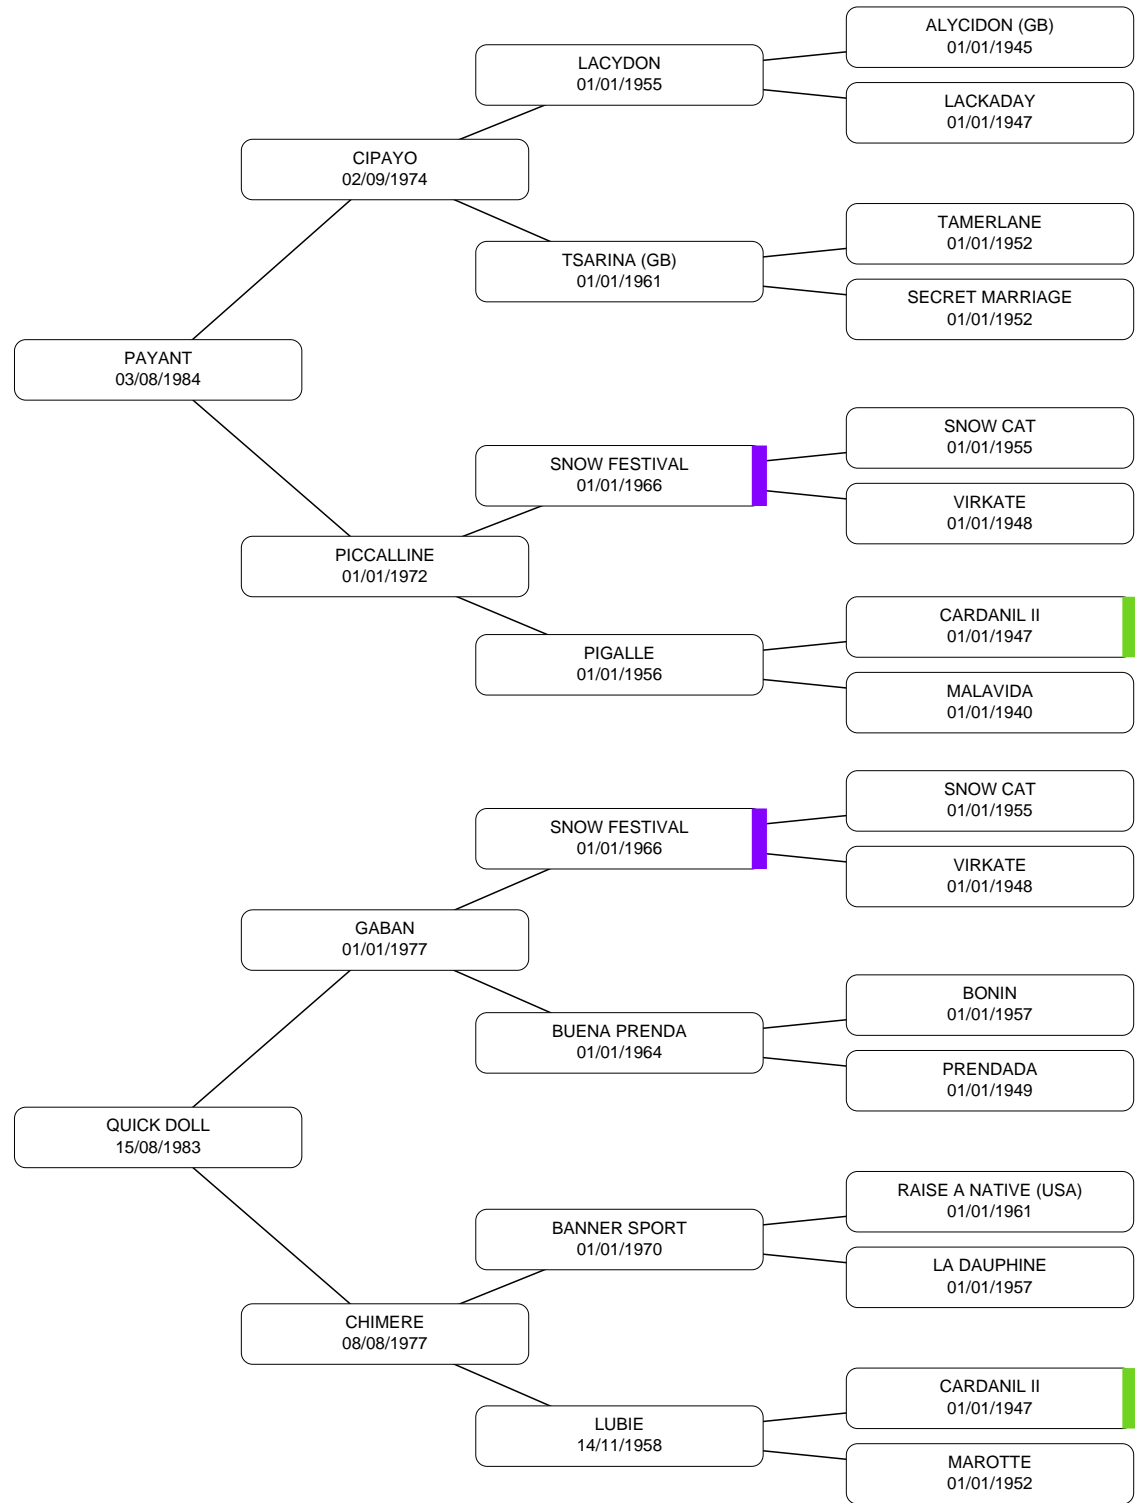 ALYCIDON (GB)
01/01/1945
LACYDON
01/01/1955
LACKADAY
01/01/1947
CIPAYO
02/09/1974
TAMERLANE
01/01/1952
TSARINA (GB)
01/01/1961
SECRET MARRIAGE
01/01/1952
PAYANT
03/08/1984
SNOW CAT
01/01/1955
SNOW FESTIVAL
01/01/1966
VIRKATE
01/01/1948
PICCALLINE
01/01/1972
CARDANIL II
01/01/1947
PIGALLE
01/01/1956
MALAVIDA
01/01/1940
SNOW CAT
01/01/1955
SNOW FESTIVAL
01/01/1966
VIRKATE
01/01/1948
GABAN
01/01/1977
BONIN
01/01/1957
BUENA PRENDA
01/01/1964
PRENDADA
01/01/1949
QUICK DOLL
15/08/1983
RAISE A NATIVE (USA)
01/01/1961
BANNER SPORT
01/01/1970
LA DAUPHINE
01/01/1957
CHIMERE
08/08/1977
CARDANIL II
01/01/1947
LUBIE
14/11/1958
MAROTTE
01/01/1952